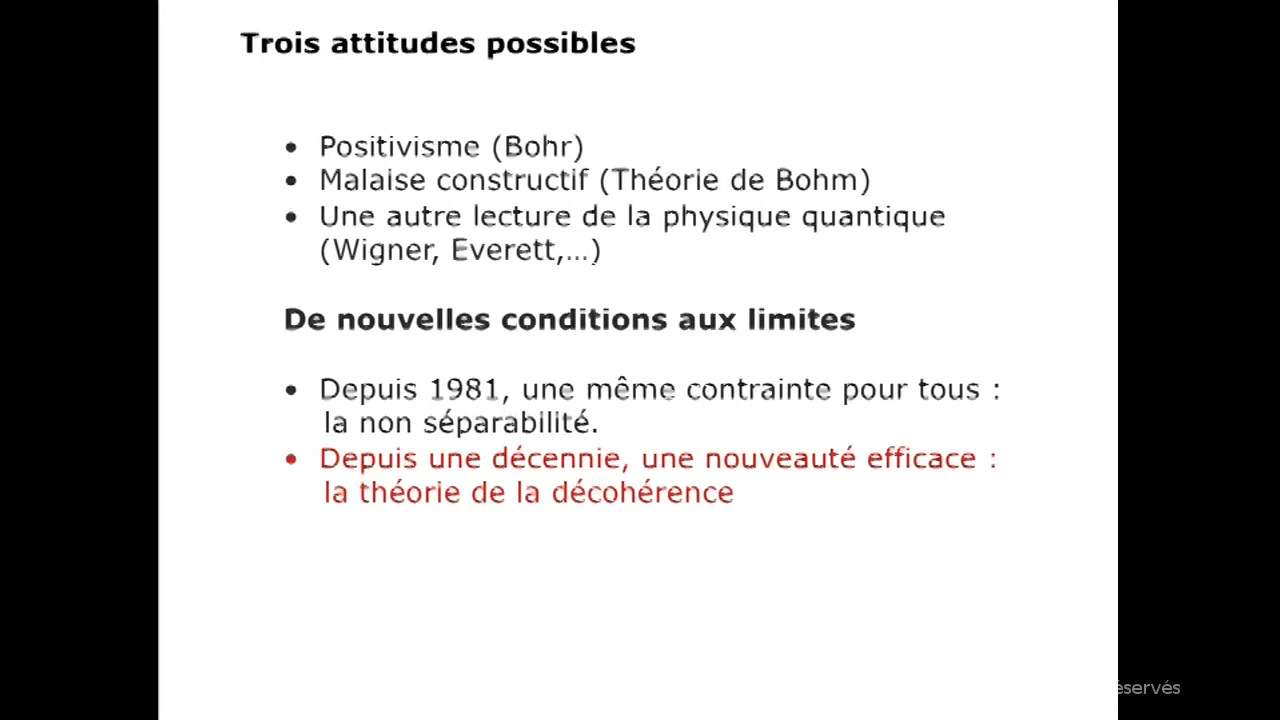 Trois attitudes possibles
• Positivisme (Bohr)
• Malaise constructif (Théorie de Bohm)
• Une autre lecture de la physique quantique
(Wigner, Everett,...)
De nouvelles conditions aux limites
• Depuis 1981, une même contrainte pour tous :
la non séparabilité.
• Depuis une décennie, une nouveauté efficace :
la théorie de la décohérence